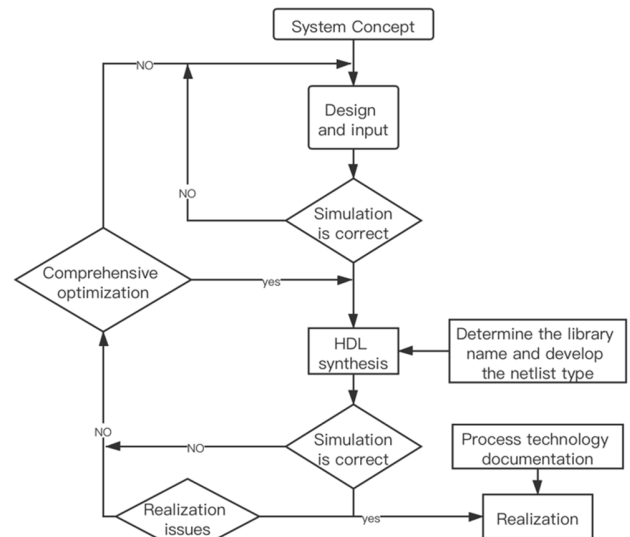 System Concept
NO
Design
and input
NO
Simulation
is correct
Comprehensive
optimization
yes
HDL
synthesis
Determine the library
name and develop
the netlist type
NO
Simulation
is correct
NO
Process technology
documentation
Realization
issues
yes
Realization